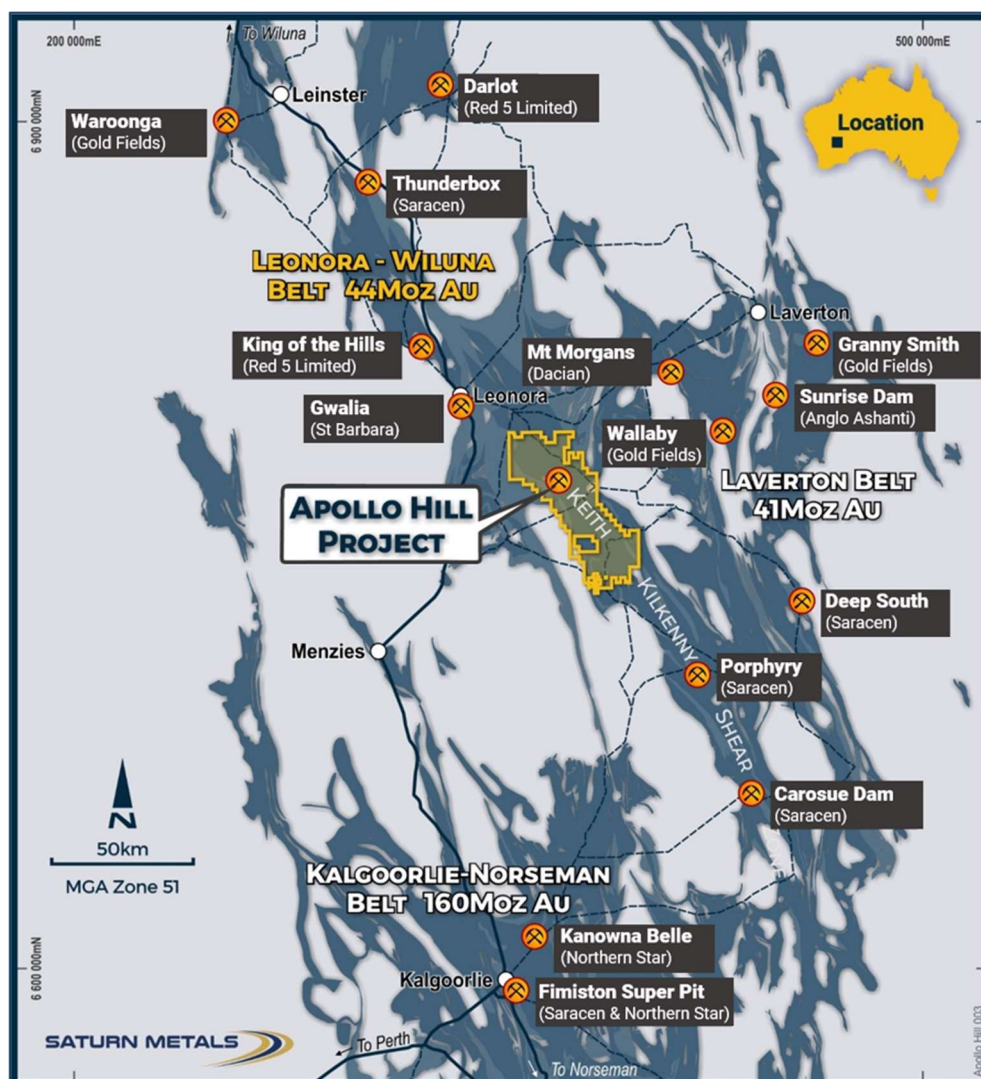 200 000mE
500 000mE
6 900 000mN
To Wiluna
Leinster
Darlot
(Red 5 Limited)
Waroonga
(Gold Fields)
Location
Thunderbox
(Saracen)
LEONORA - WILUNA
BELT 44MOZ AU
Laverton
King of the Hills
(Red 5 Limited)
Mt Morgans
(Dacian)
Granny Smith
(Gold Fields)
Leonora
Gwalia
(St Barbara)
Sunrise Dam
(Anglo Ashanti)
Wallaby
(Gold Fields)
LAVERTON BELT
41MOZ AU
APOLLO HILL
PROJECT
KEITH
KILKENNY
SHEAR
ZONE
Deep South
(Saracen)
Menzies
Porphyry
(Saracen)
Carosue Dam
(Saracen)
N
50km
MGA Zone 51
KALGOORLIE-NORSEMAN
BELT 160MOZ AU
Kanowna Belle
(Northern Star)
6 600 000mN
Kalgoorlie
Fimiston Super Pit
(Saracen & Northern Star)
SATURN METALS
To Perth
To Norseman
Apollo Hill 003